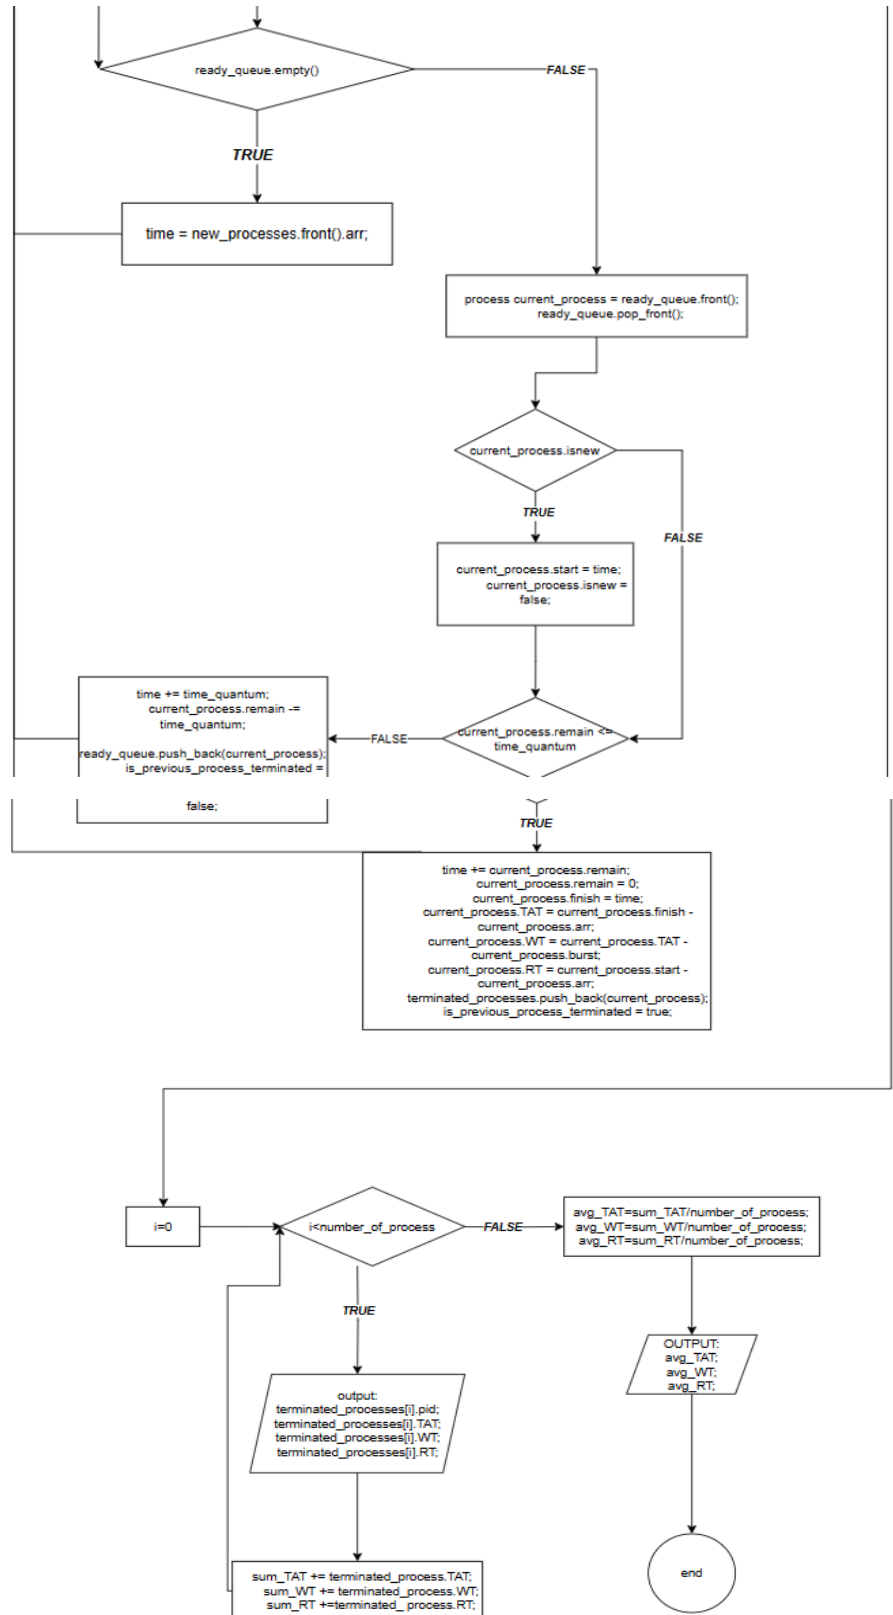 ready_queue.empty()
FALSE
TRUE
time = new_processes.front().arr;
process current_process = ready_queue.front();
ready_queue.pop_front();
current_process.isnew
TRUE
FALSE
current_process.start = time;
current_process.isnew =
false;
time += time_quantum;
current_process.remain -=
time_quantum;
ready_queue.push_back(current_process);
is_previous_process_terminated =
false;
FALSE
current_process.remain <=
time_quantum
TRUE
time += current_process.remain;
current_process.remain = 0;
current_process.finish = time;
current_process.TAT = current_process.finish -
current_process.arr;
current_process.WT = current_process.TAT -
current_process.burst;
current_process.RT = current_process.start -
current_process.arr;
terminated_processes.push_back(current_process);
is_previous_process_terminated = true;
i=0
i<number_of_process
FALSE
avg_TAT=sum_TAT/number_of_process;
avg_WT=sum_WT/number_of_process;
avg_RT=sum_RT/number_of_process;
TRUE
OUTPUT:
avg_TAT;
avg_WT;
avg_RT;
output:
terminated_processes[i].pid;
terminated_processes[i].TAT;
terminated_processes[i].WT;
terminated_processes[i].RT;
end
sum_TAT += terminated_process.TAT;
sum_WT += terminated_process.WT;
sum_RT +=terminated_ process.RT;